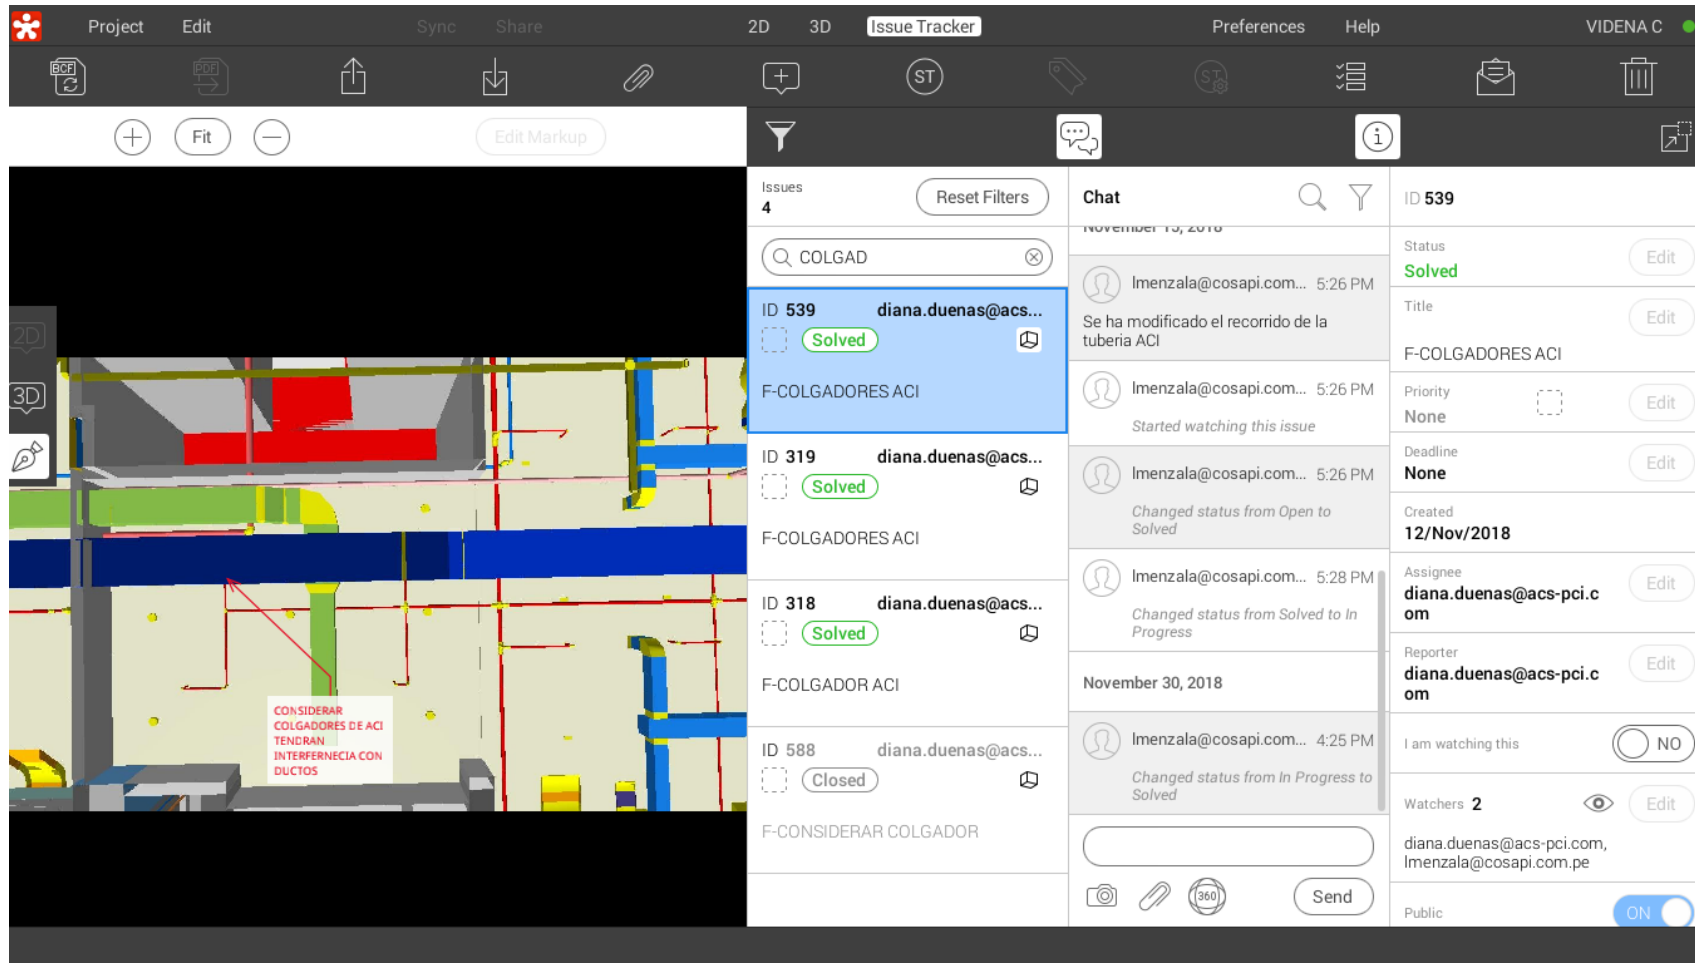 Project Edit Sync Share 2D 3D Issue Tracker Preferences Help VIDENA C
BCF PDF ST ST
Fit Edit Markup
Issues
4
Reset Filters
COLGAD
ID 539 diana.duenas@acs...
Solved
F-COLGADORES ACI
ID 319 diana.duenas@acs...
Solved
F-COLGADORES ACI
ID 318 diana.duenas@acs...
Solved
F-COLGADOR ACI
ID 588 diana.duenas@acs...
Closed
F-CONSIDERAR COLGADOR
2D
3D
CONSIDERAR
COLGADORES DE ACI
TENDRAN
INTERFERNECIA CON
DUCTOS
Chat
November 15, 2018
lmenzala@cosapi.com... 5:26 PM
Se ha modificado el recorrido de la
tuberia ACI
lmenzala@cosapi.com... 5:26 PM
Started watching this issue
lmenzala@cosapi.com... 5:26 PM
Changed status from Open to
Solved
lmenzala@cosapi.com... 5:28 PM
Changed status from Solved to In
Progress
November 30, 2018
lmenzala@cosapi.com... 4:25 PM
Changed status from In Progress to
Solved
360
Send
ID 539
Status
Solved
Edit
Title
Edit
F-COLGADORES ACI
Priority
None
Edit
Deadline
None
Edit
Created
12/Nov/2018
Assignee
diana.duenas@acs-pci.c
om
Edit
Reporter
diana.duenas@acs-pci.c
om
Edit
I am watching this NO
Watchers 2 Edit
diana.duenas@acs-pci.com,
lmenzala@cosapi.com.pe
Public ON